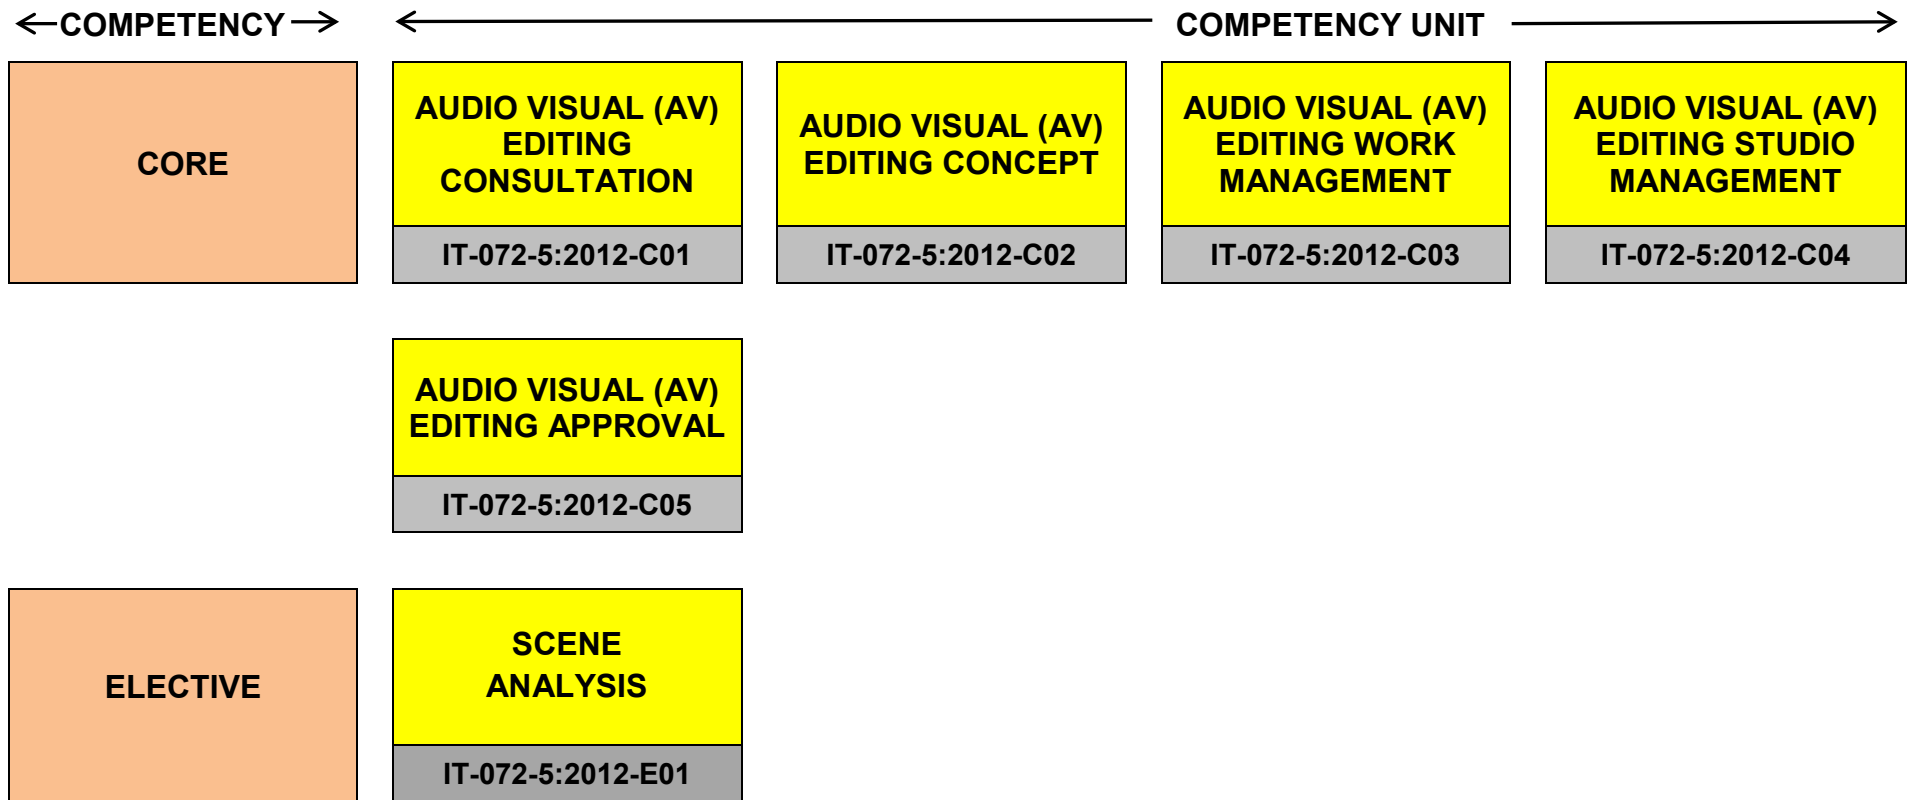 COMPETENCY
COMPETENCY UNIT
CORE
AUDIO VISUAL (AV)
EDITING
CONSULTATION
IT-072-5:2012-C01
AUDIO VISUAL (AV)
EDITING CONCEPT
IT-072-5:2012-C02
AUDIO VISUAL (AV)
EDITING WORK
MANAGEMENT
IT-072-5:2012-C03
AUDIO VISUAL (AV)
EDITING STUDIO
MANAGEMENT
IT-072-5:2012-C04
AUDIO VISUAL (AV)
EDITING APPROVAL
IT-072-5:2012-C05
ELECTIVE
SCENE
ANALYSIS
IT-072-5:2012-E01